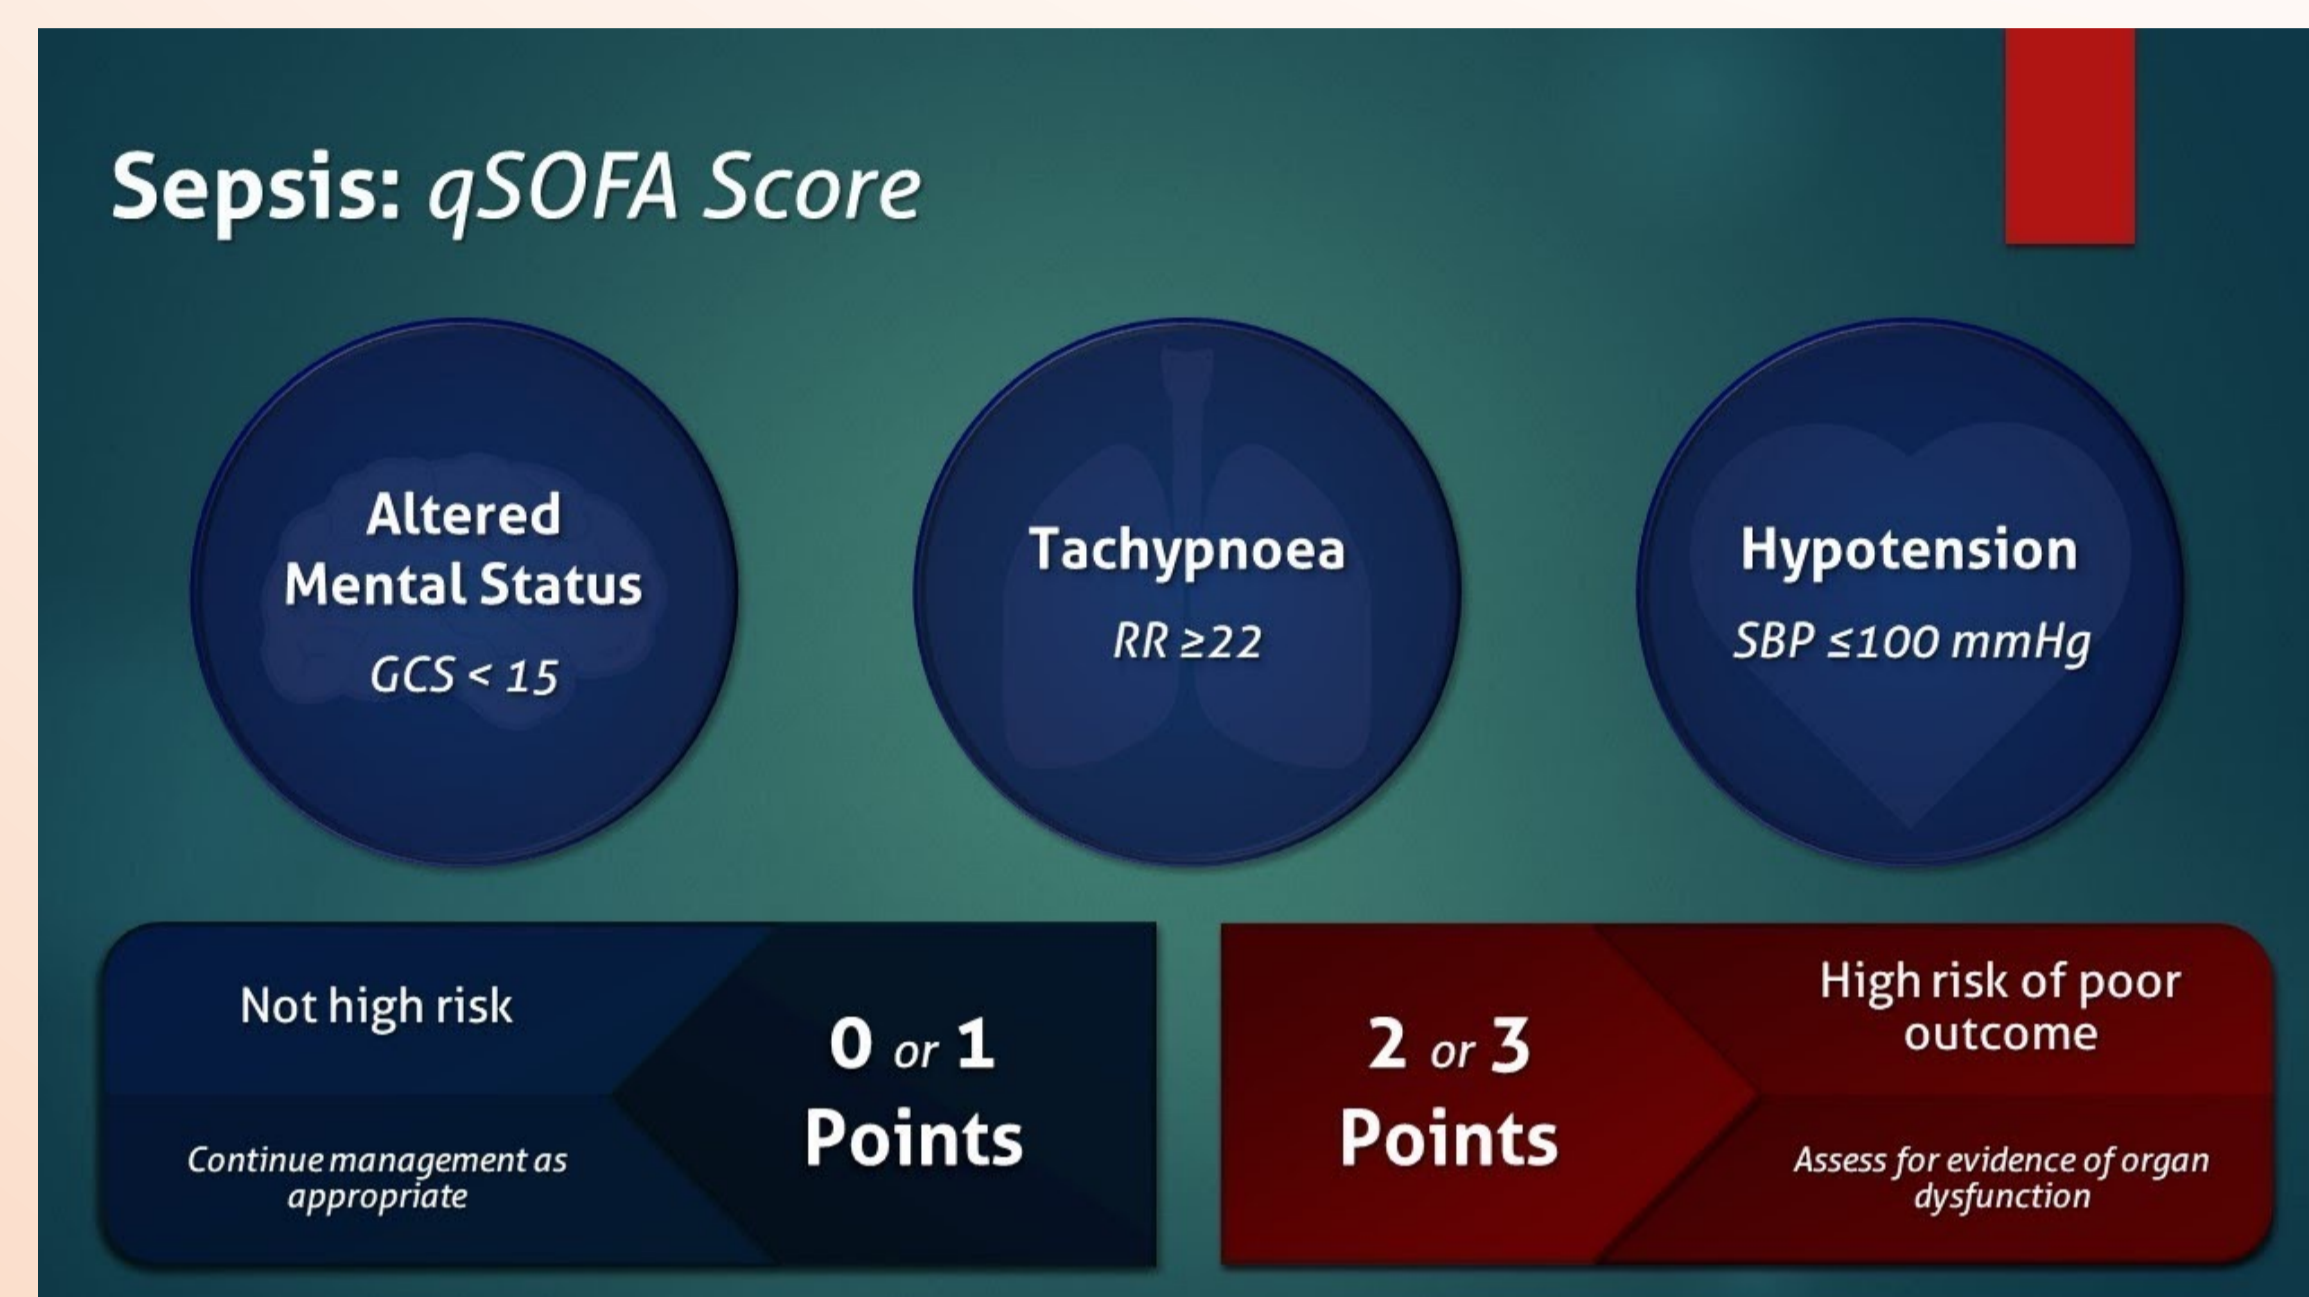 Sepsis: qSOFA Score
Altered
Mental Status
GCS < 15
Tachypnoea
RR ≥22
Hypotension
SBP ≤100 mmHg
Not high risk
Continue management as
appropriate
0 or 1
Points
2 or 3
Points
High risk of poor
outcome
Assess for evidence of organ
dysfunction